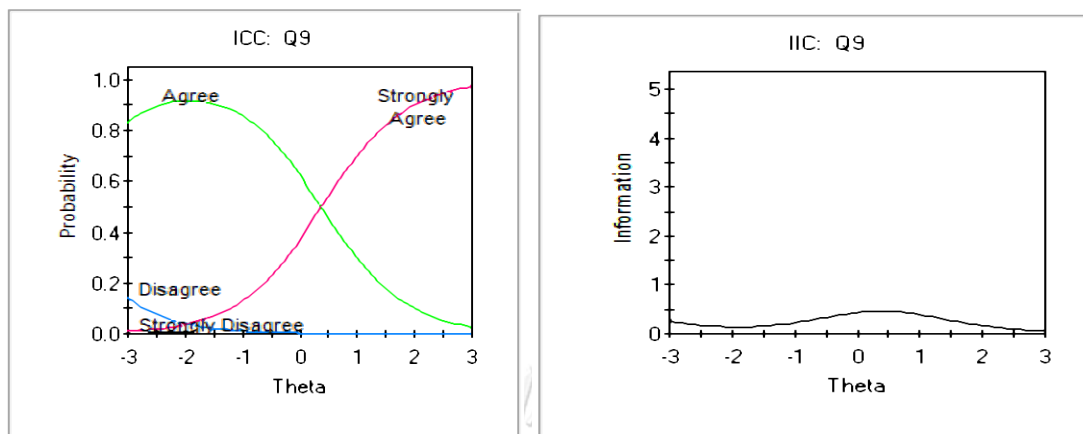 ICC: Q9
1.0
0.8
0.6
0.4
0.2
0.0
Probability
Agree
Strongly
Agree
Disagree
Strongly Disagree
-3 -2 -1 0 1 2 3
Theta
IIC: Q9
5
4
3
2
1
0
Information
-3 -2 -1 0 1 2 3
Theta